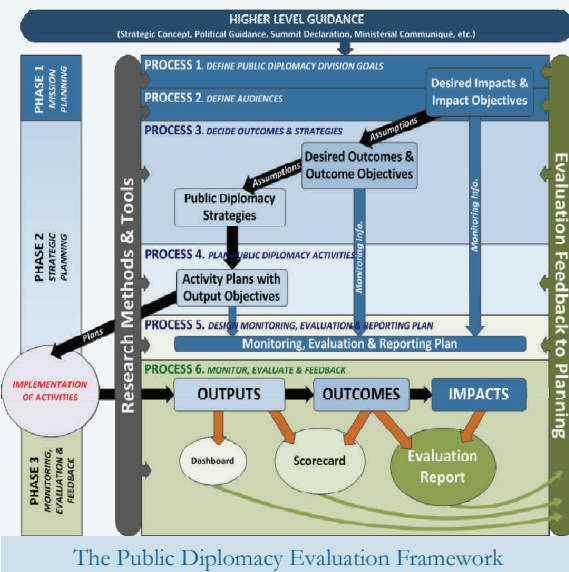 HIGHER LEVEL GUIDANCE
(Strategic Concept, Political Guidance, Summit Declaration, Ministerial Communiqué, etc.)
PHASE 1
MISSION
PLANNING
PHASE 2
STRATEGIC
PLANNING
PHASE 3
MONITORING,
EVALUATION &
FEEDBACK
Research Methods & Tools
Evaluation Feedback to Planning
PROCESS 1. DEFINE PUBLIC DIPLOMACY DIVISION GOALS
PROCESS 2. DEFINE AUDIENCES
Desired Impacts &
Impact Objectives
Assumptions
PROCESS 3. DECIDE OUTCOMES & STRATEGIES
Desired Outcomes &
Outcome Objectives
Assumptions
Public Diplomacy
Strategies
Monitoring Info.
Monitoring Info.
PROCESS 4. PLAN PUBLIC DIPLOMACY ACTIVITIES
Activity Plans with
Output Objectives
Plans
PROCESS 5. DESIGN MONITORING, EVALUATION & REPORTING PLAN
Monitoring, Evaluation & Reporting Plan
PROCESS 6. MONITOR, EVALUATE & FEEDBACK
IMPLEMENTATION
OF ACTIVITIES
OUTPUTS
OUTCOMES
IMPACTS
Dashboard
Scorecard
Evaluation
Report
The Public Diplomacy Evaluation Framework